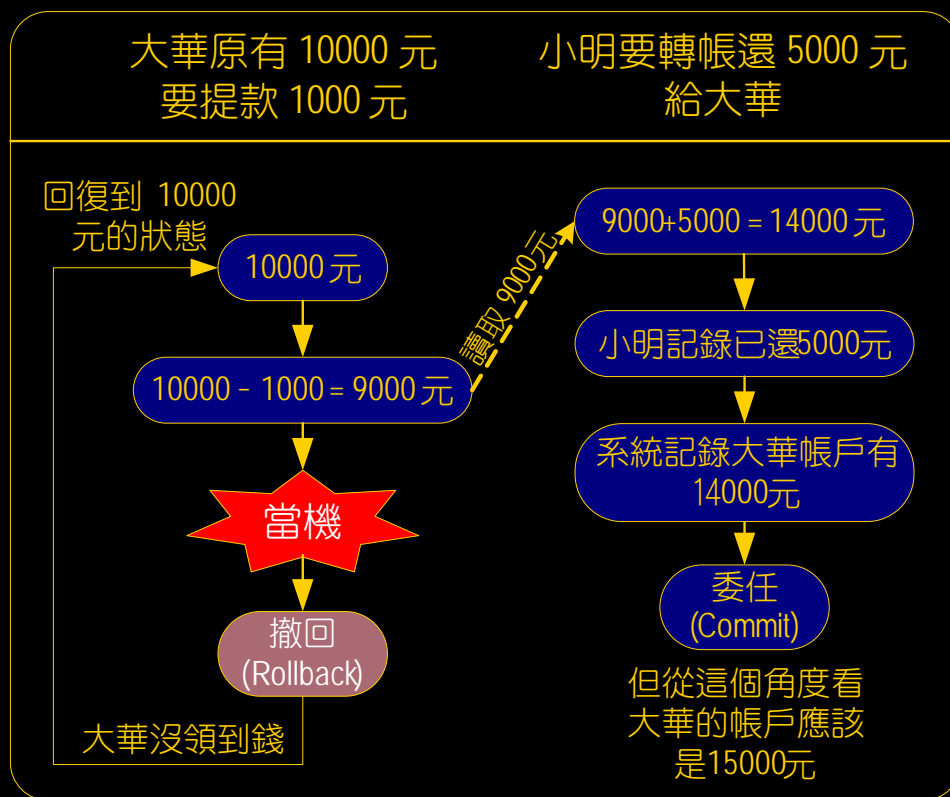 大華原有 10000 元
要提款 1000 元
小明要轉帳還 5000 元
給大華
回復到 10000
元的狀態
10000 元
10000 - 1000 = 9000 元
當機
撤回
(Rollback)
大華沒領到錢
讀取 9000元
9000+5000 = 14000 元
小明記錄已還5000元
系統記錄大華帳戶有
14000元
委任
(Commit)
但從這個角度看
大華的帳戶應該
是15000元